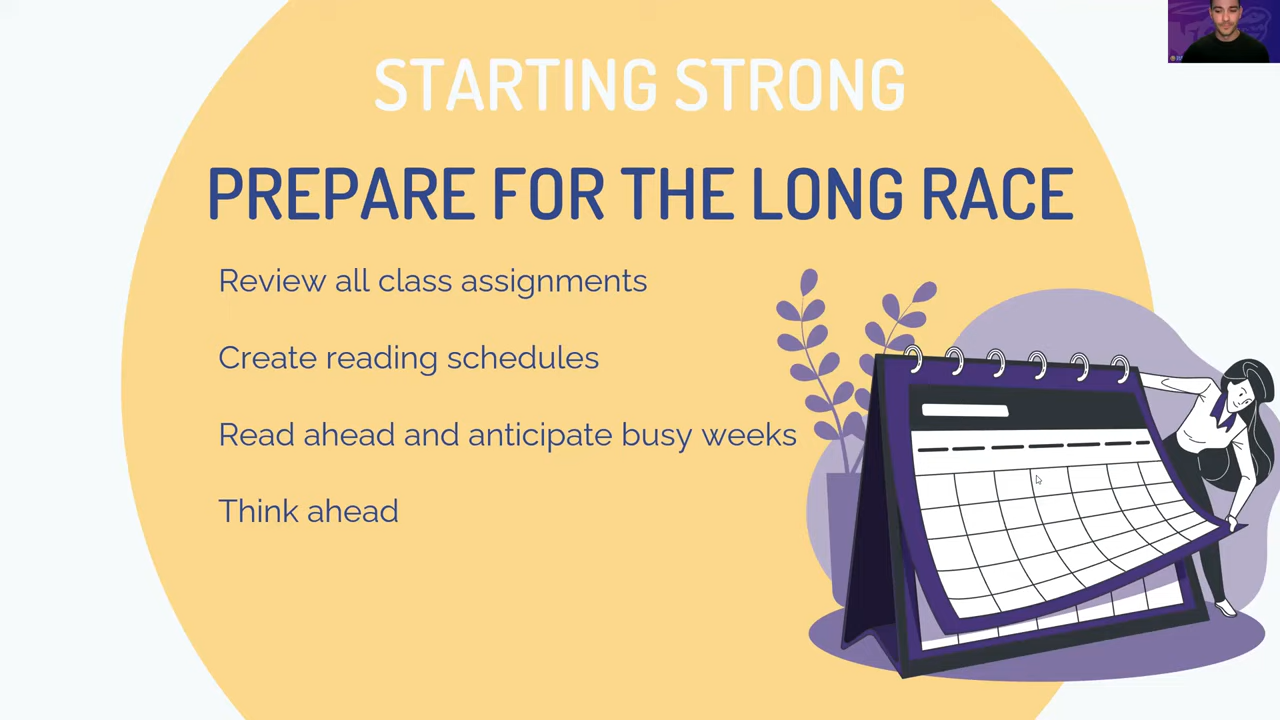 STARTING STRONG
PREPARE FOR THE LONG RACE
Review all class assignments
Create reading schedules
Read ahead and anticipate busy weeks
Think ahead